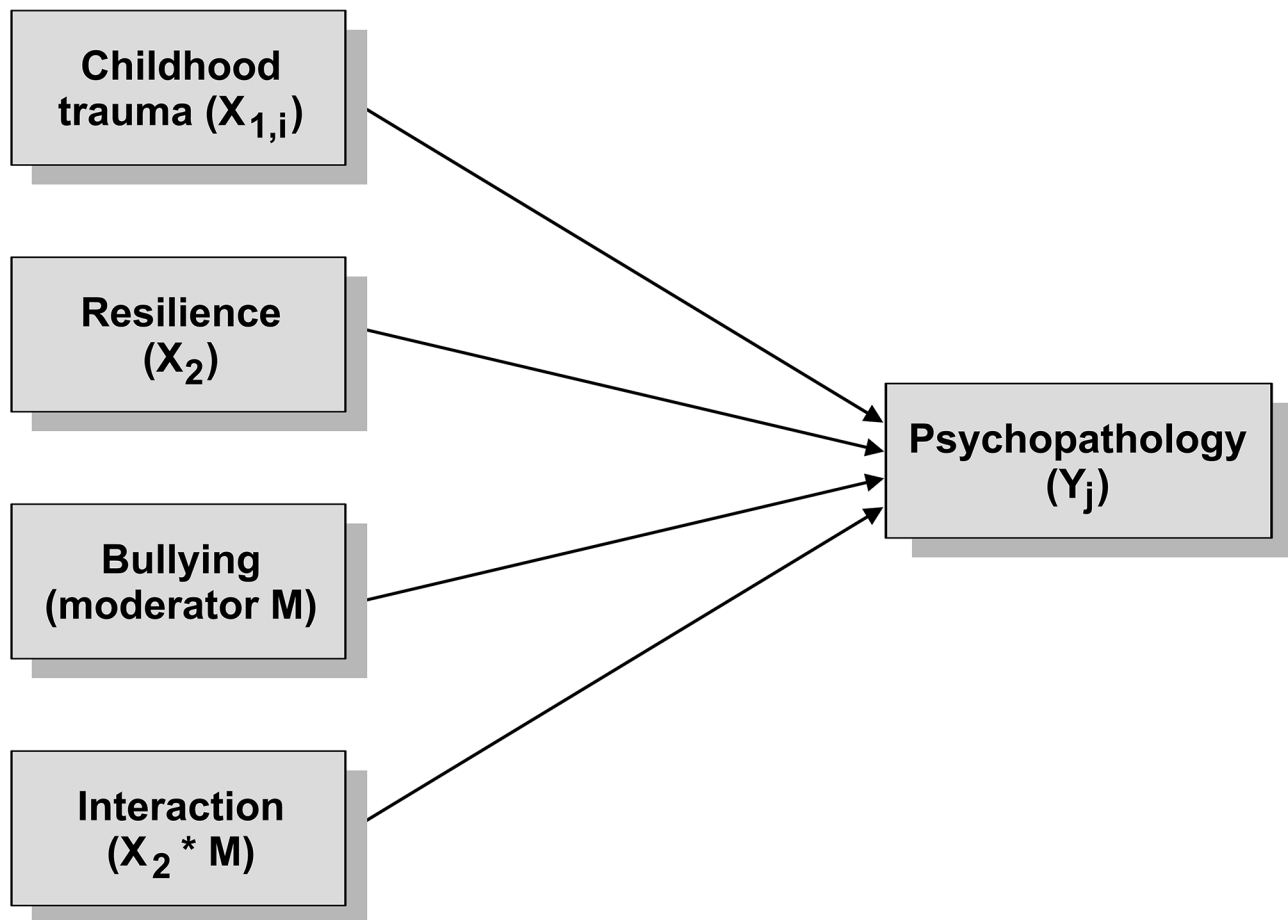 Childhood
trauma (X1,i)
Resilience
(X2)
Bullying
(moderator M)
Interaction
(X2 * M)
Psychopathology
(Yj)